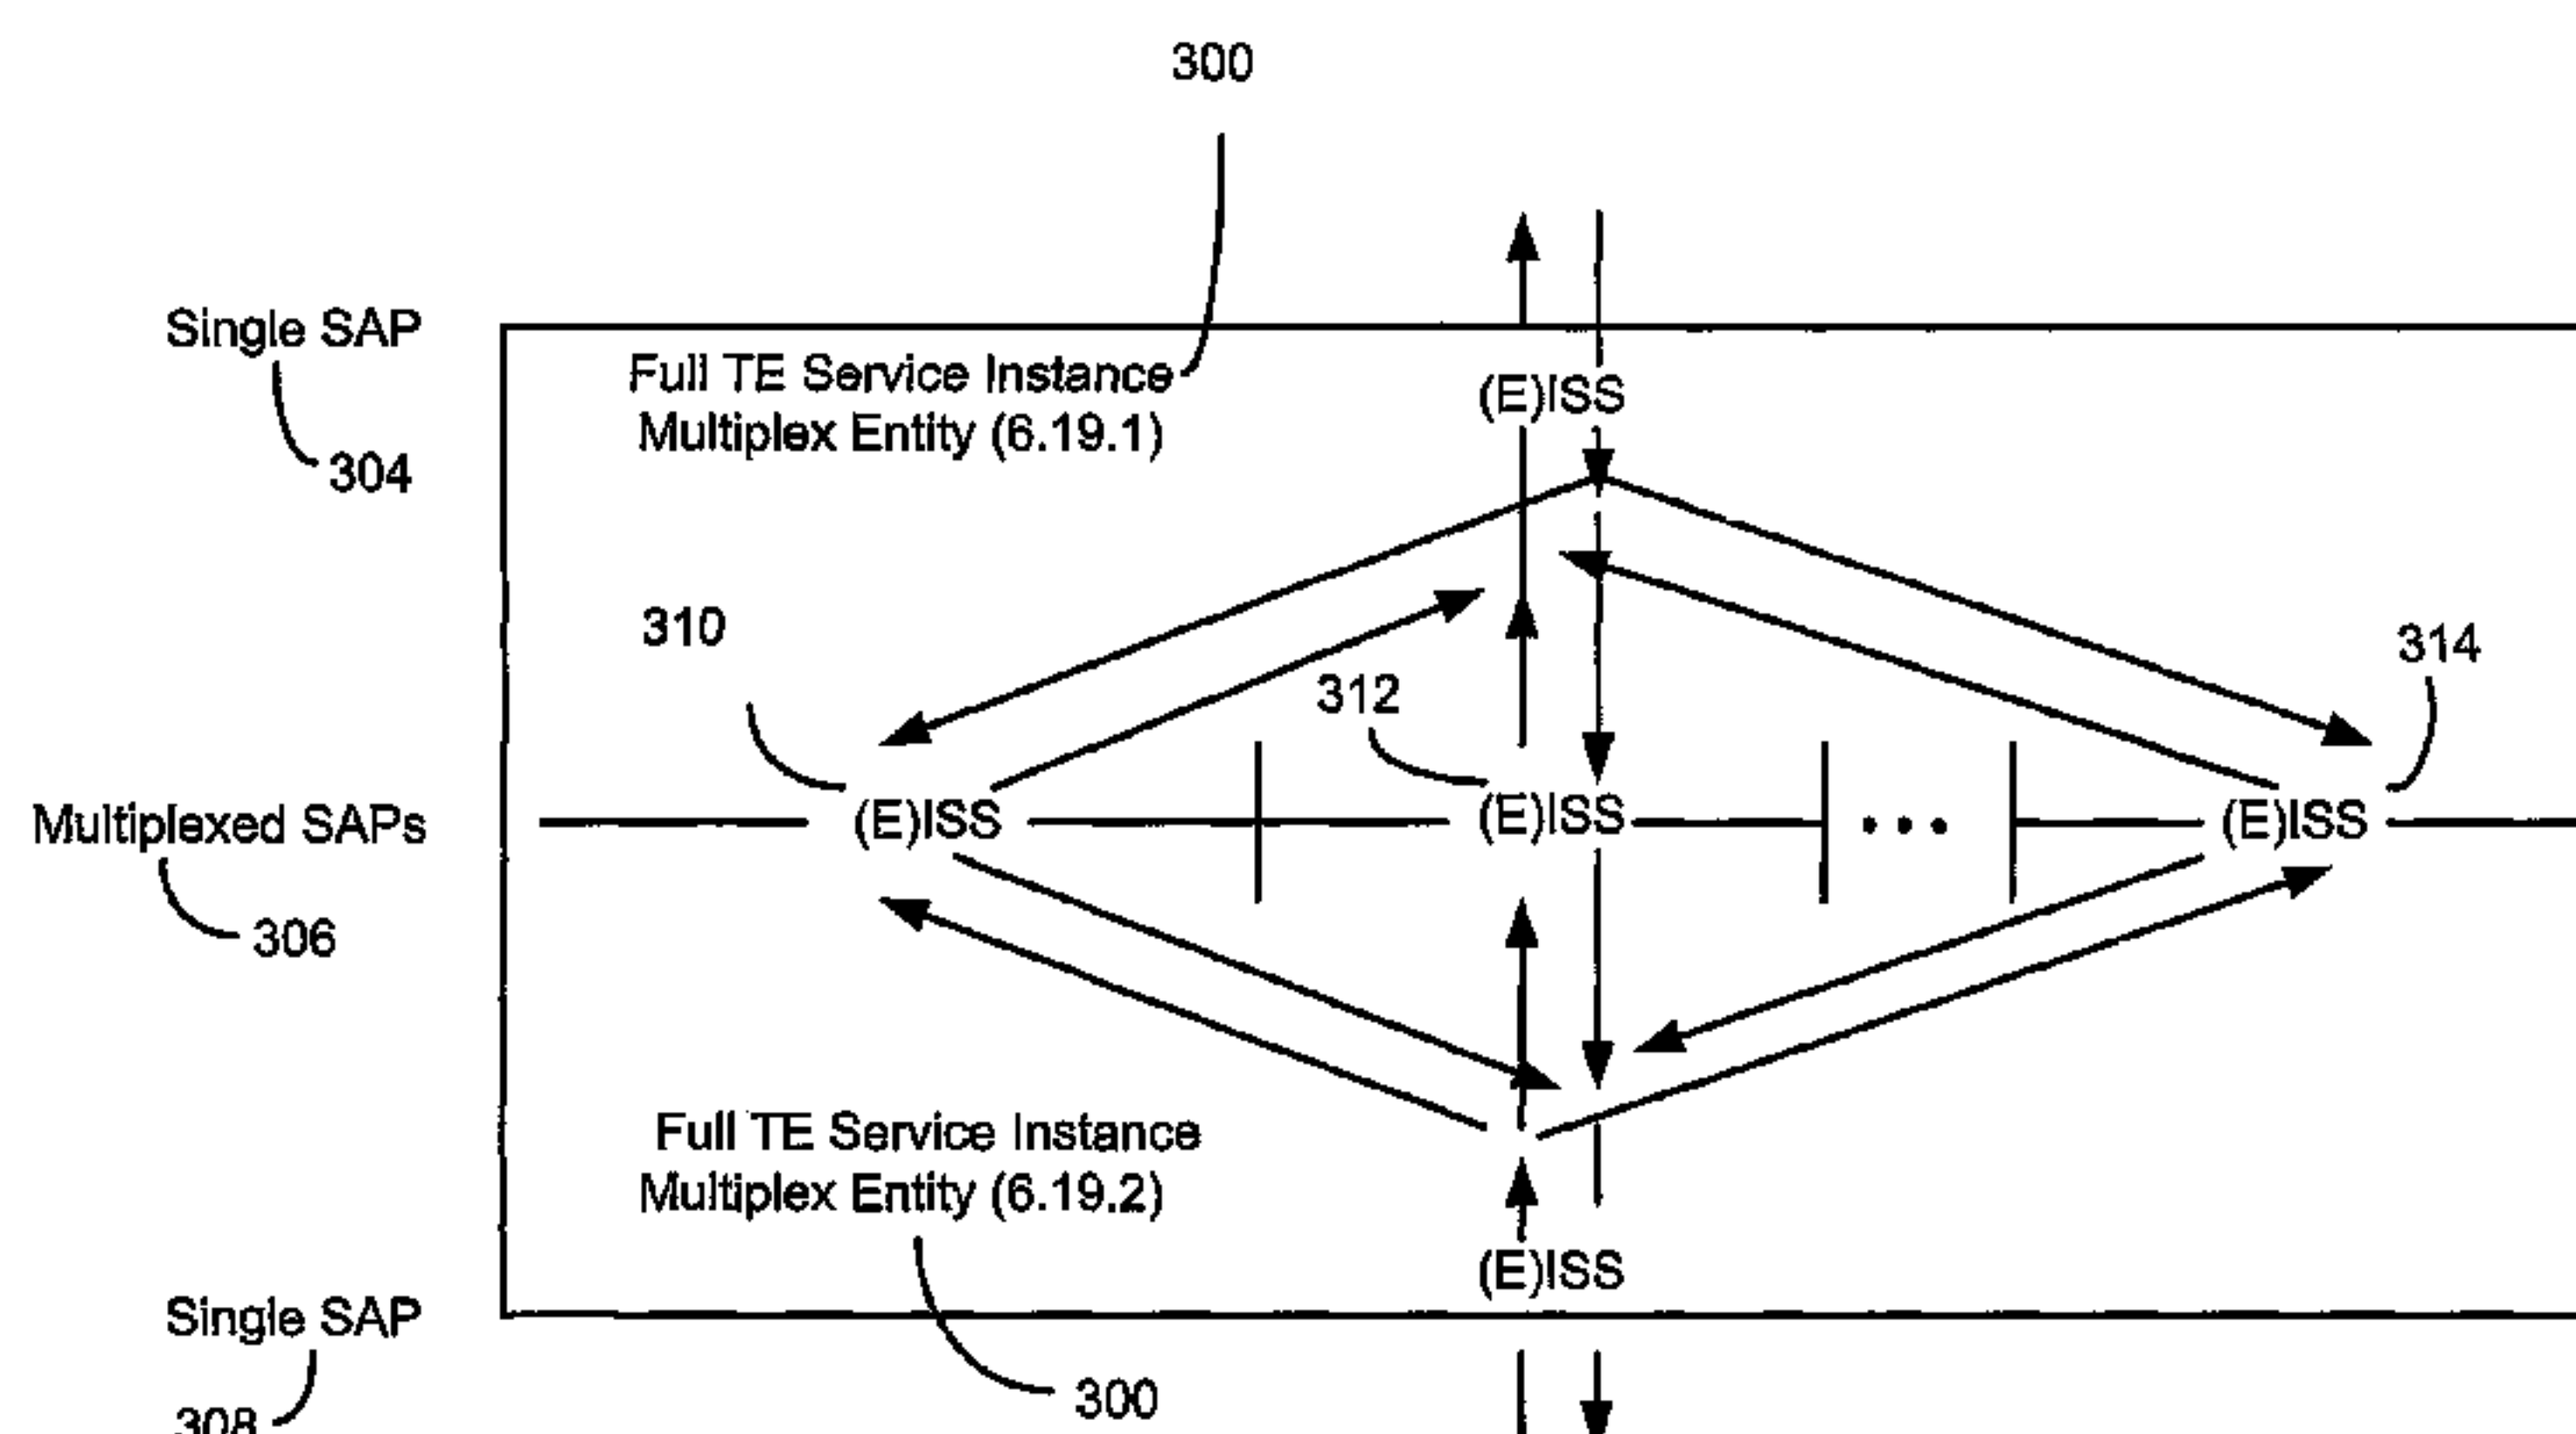 300
Single SAP
Full TE Service Instance
Multiplex Entity (6.19.1)
(E)ISS
304
310
312
314
Multiplexed SAPs
(E)ISS
(E)ISS
• • •
(E)ISS
306
Full TE Service Instance
Multiplex Entity (6.19.2)
(E)ISS
Single SAP
300
308